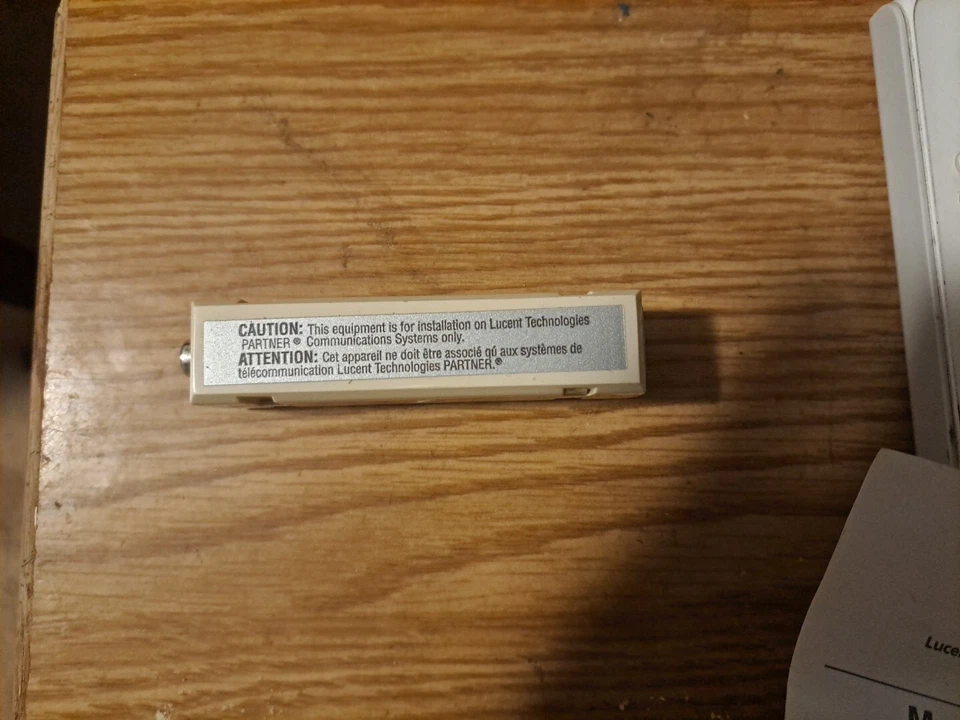 CAUTION: This equipment is for installation on Lucent Technologies
PARTNER ® Communications Systems only.
ATTENTION: Cet appareil ne doit être associé qú aux systèmes de
télécommunication Lucent Technologies PARTNER.®